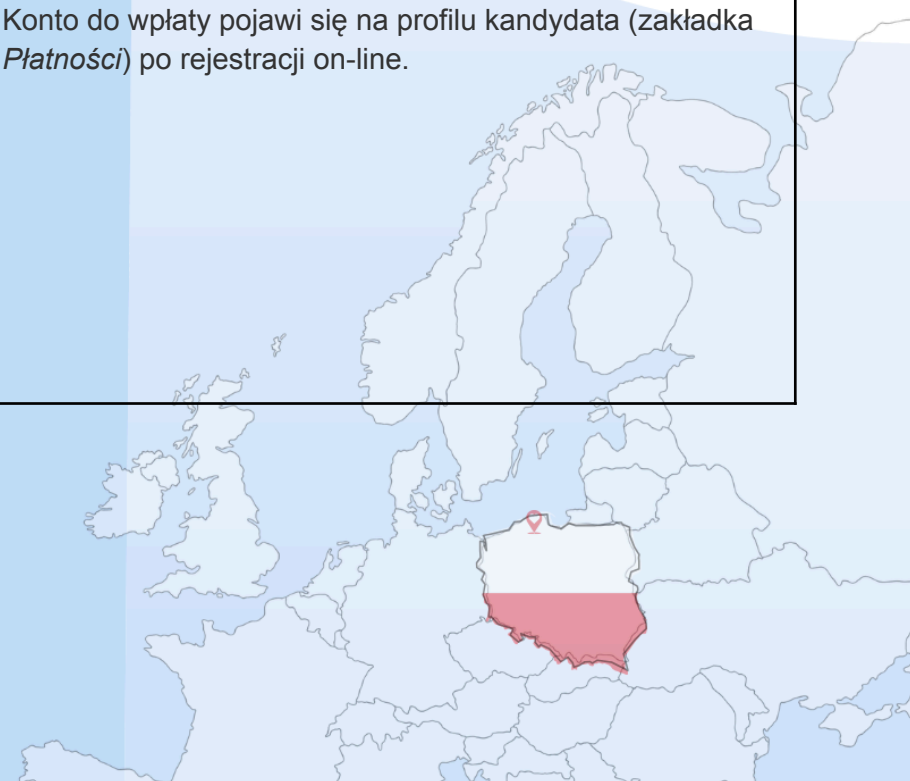 Konto do wpłaty pojawi się na profilu kandydata (zakładka
Płatności) po rejestracji on-line.